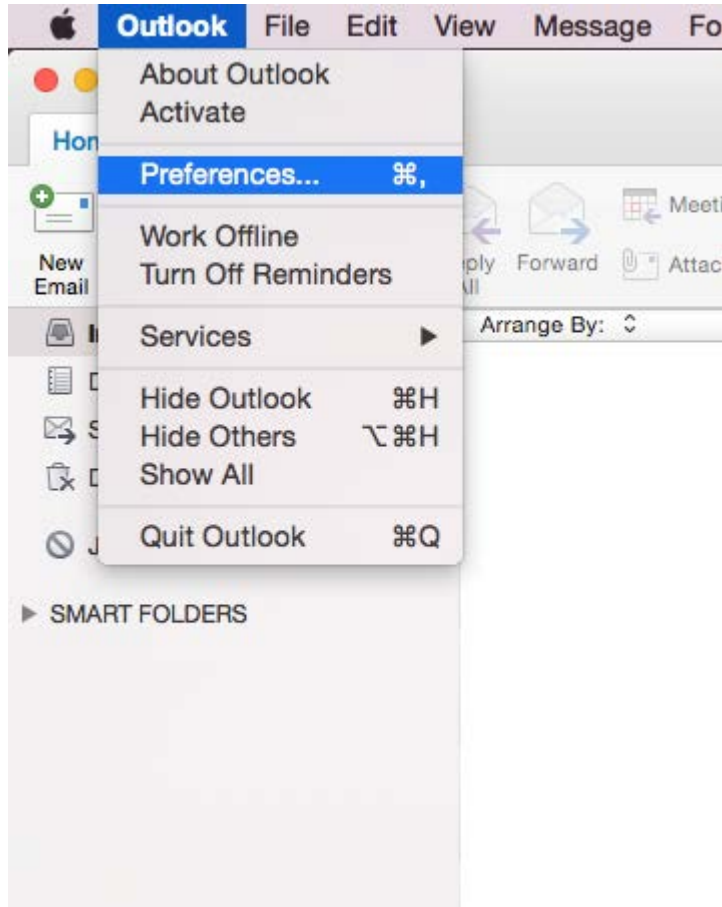 Outlook File Edit View Message
About Outlook
Activate
Preferences... ⌘,
Work Offline
Turn Off Reminders
Services
Hide Outlook ⌘H
Hide Others ⌥⌘H
Show All
Quit Outlook ⌘Q
New
Email
Forward
Arrange By:
SMART FOLDERS